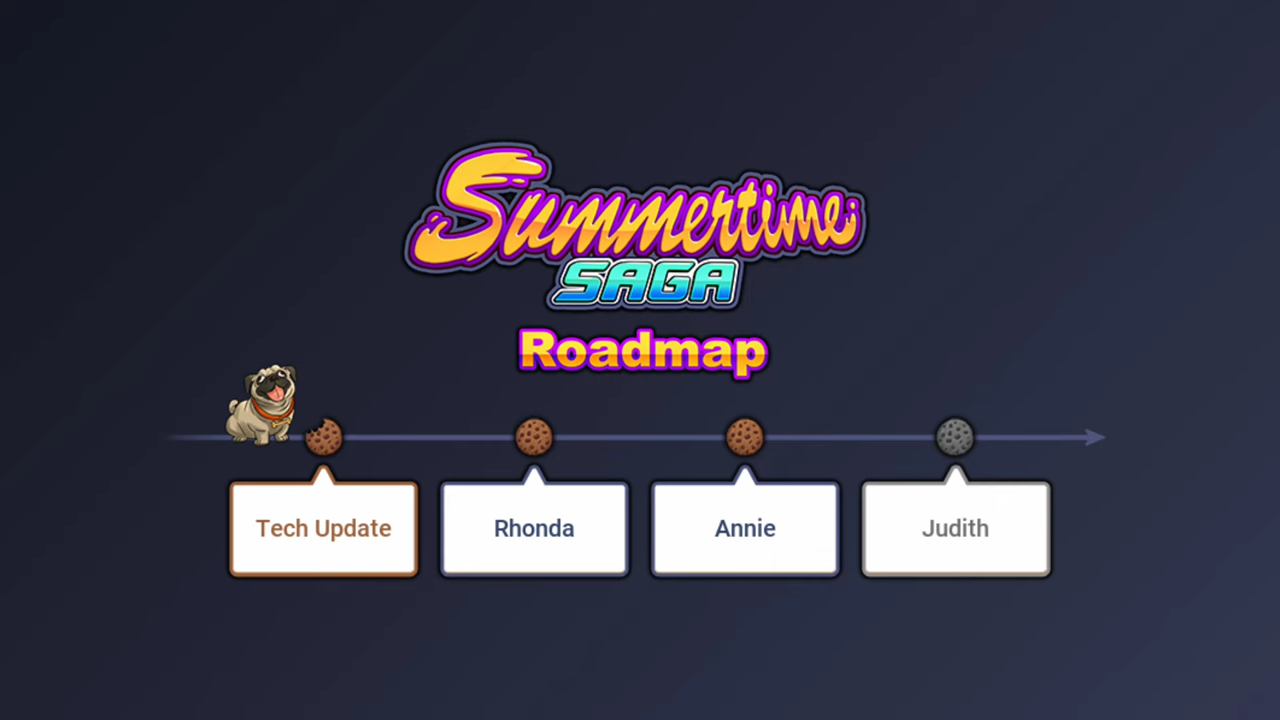 Summertime
SAGA
Roadmap
Tech Update
Rhonda
Annie
Judith